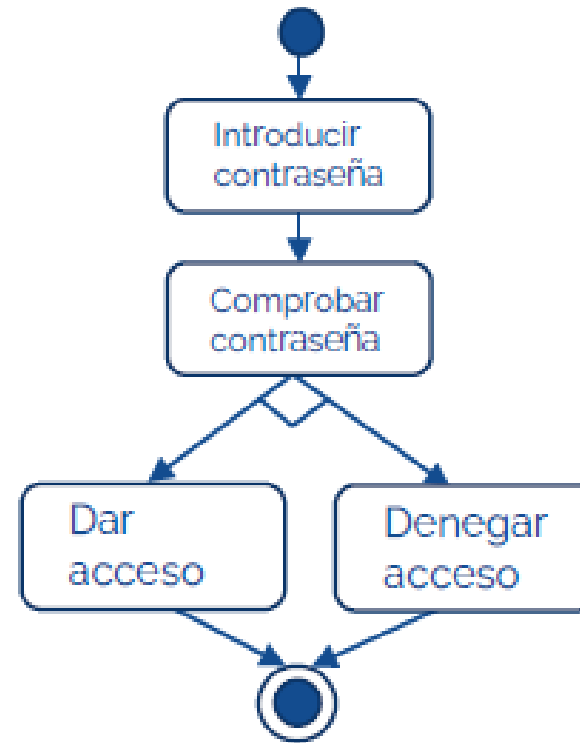 Introducir
contraseña
Comprobar
contraseña
Dar
acceso
Denegar
acceso